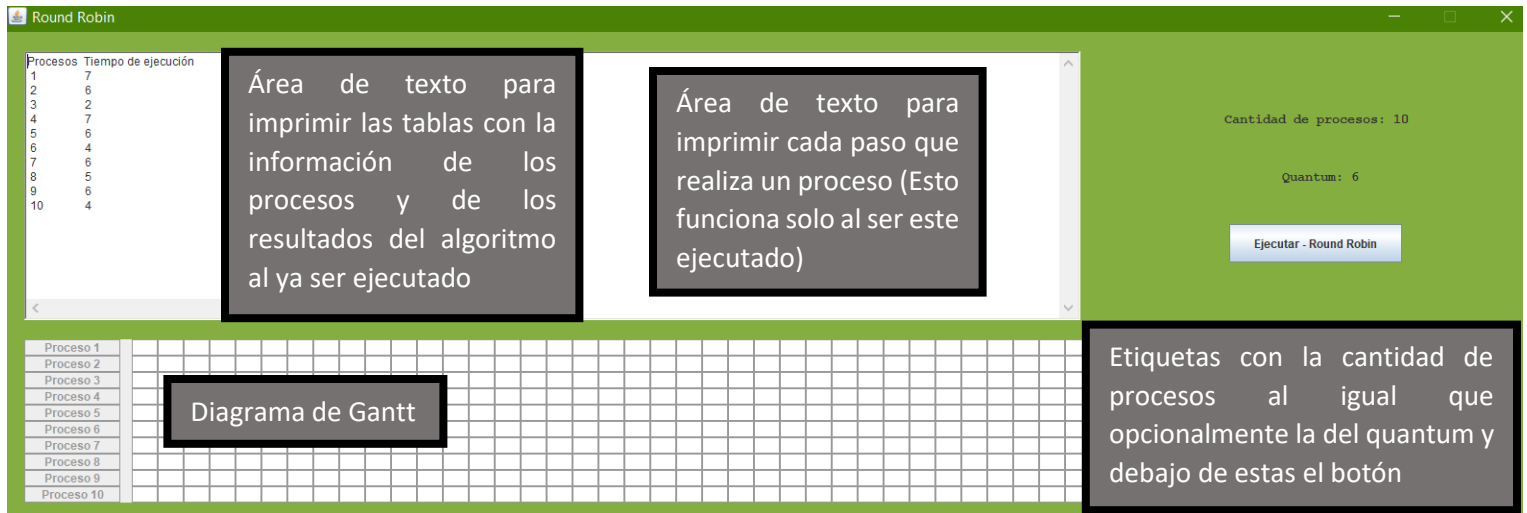 Round Robin
Procesos Tiempo de ejecución
1 7
2 6
3 2
4 7
5 6
6 4
7 6
8 5
9 6
10 4
Área de texto para
imprimir las tablas con la
información de los
procesos y de los
resultados del algoritmo
al ya ser ejecutado
Área de texto para
imprimir cada paso que
realiza un proceso (Esto
funciona solo al ser este
ejecutado)
Cantidad de procesos: 10
Quantum: 6
Ejecutar - Round Robin
Proceso 1
Proceso 2
Proceso 3
Proceso 4
Proceso 5
Proceso 6
Proceso 7
Proceso 8
Proceso 9
Proceso 10
Diagrama de Gantt
Etiquetas con la cantidad de
procesos al igual que
opcionalmente la del quantum y
debajo de estas el botón